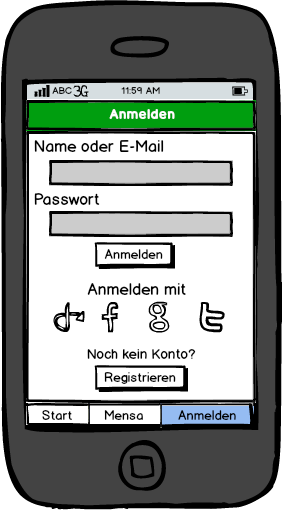 ABC 3G 11:59 AM
Anmelden
Name oder E-Mail
Passwort
Anmelden
Anmelden mit
Noch kein Konto?
Registrieren
Start Mensa Anmelden